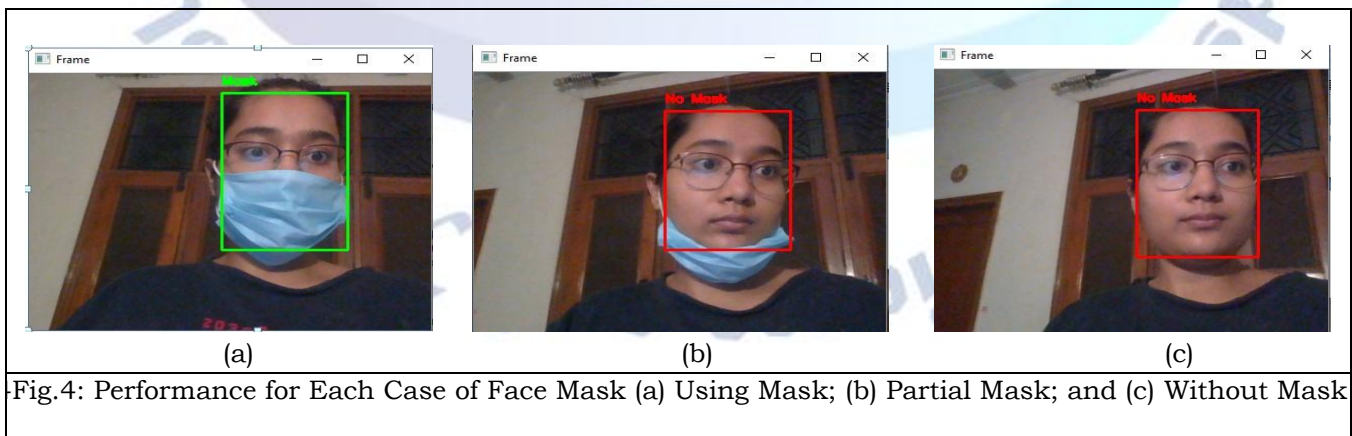 Frame
Mask
Frame
No Mask
Frame
No Mask
(a)
(b)
(c)
Fig.4: Performance for Each Case of Face Mask (a) Using Mask; (b) Partial Mask; and (c) Without Mask